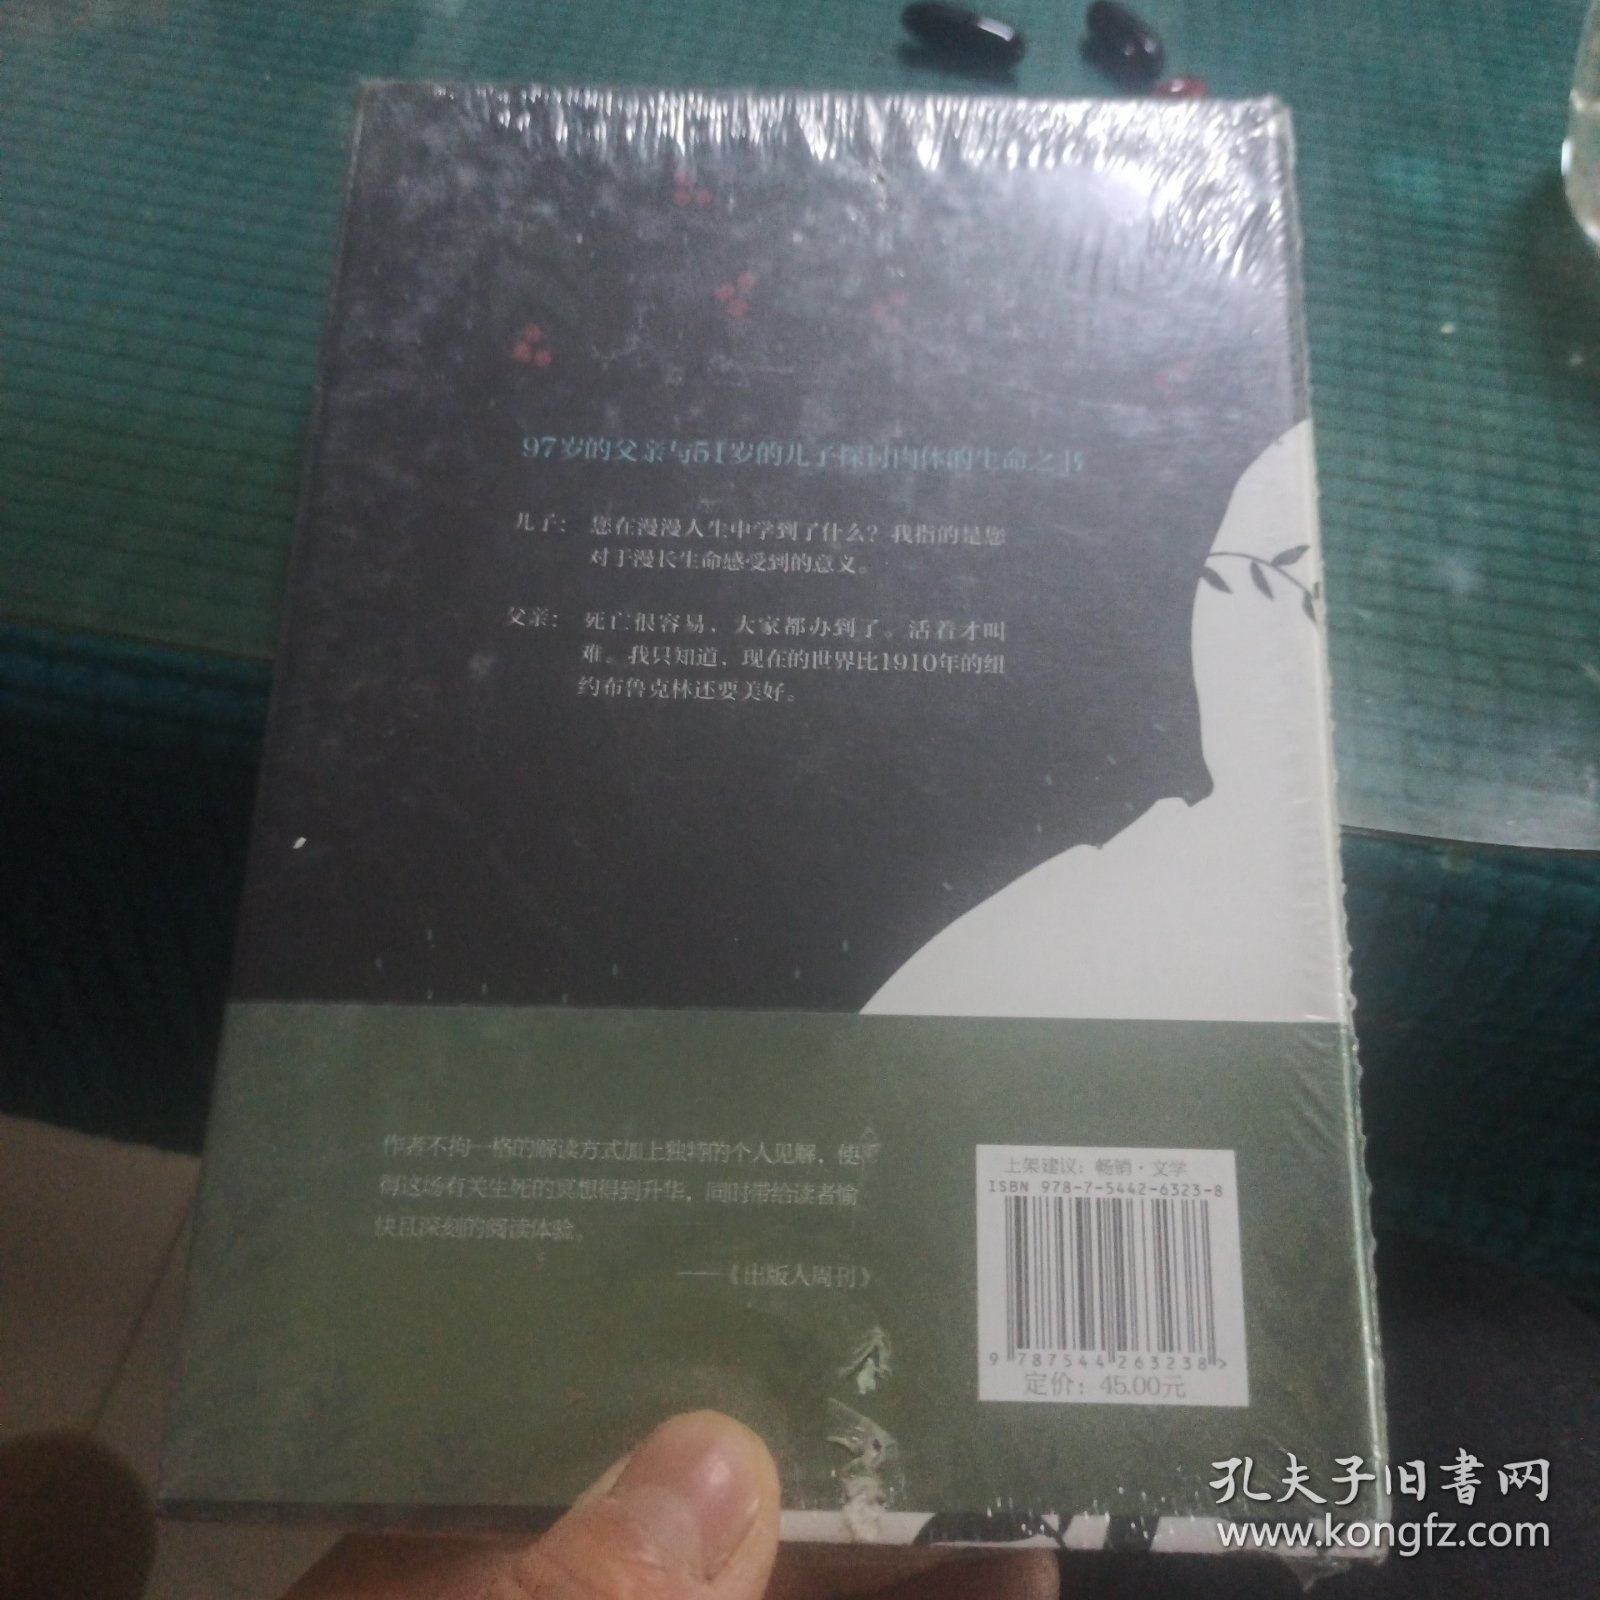 97岁的父亲与51岁的儿子探讨肉体的生命之书
儿子： 您在漫漫人生中学到了什么？我指的是您
对于漫长生命感受到的意义。
父亲： 死亡很容易，大家都办到了。活着才叫
难。我只知道，现在的世界比1910年的纽
约布鲁克林还要美好。
作者不拘一格的解读方式加上独特的个人见解，使
得这场有关生死的冥想得到升华，同时带给读者愉
快且深刻的阅读体验。
——《出版人周刊》
上架建议：畅销·文学
ISBN 978-7-5442-6323-8
9 787544 263238 >
定价：45.00元
孔夫子旧書网
www.kongfz.com